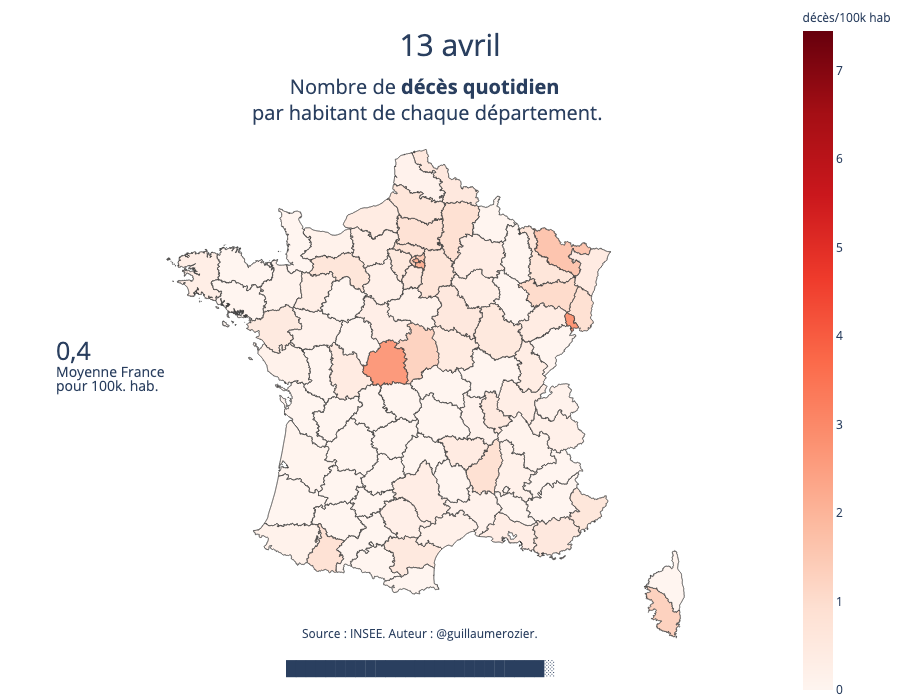 décès/100k hab
13 avril
Nombre de décès quotidien
par habitant de chaque département.
7
6
5
4
3
2
1
0
0,4
Moyenne France
pour 100k. hab.
Source : INSEE. Auteur : @guillaumerozier.